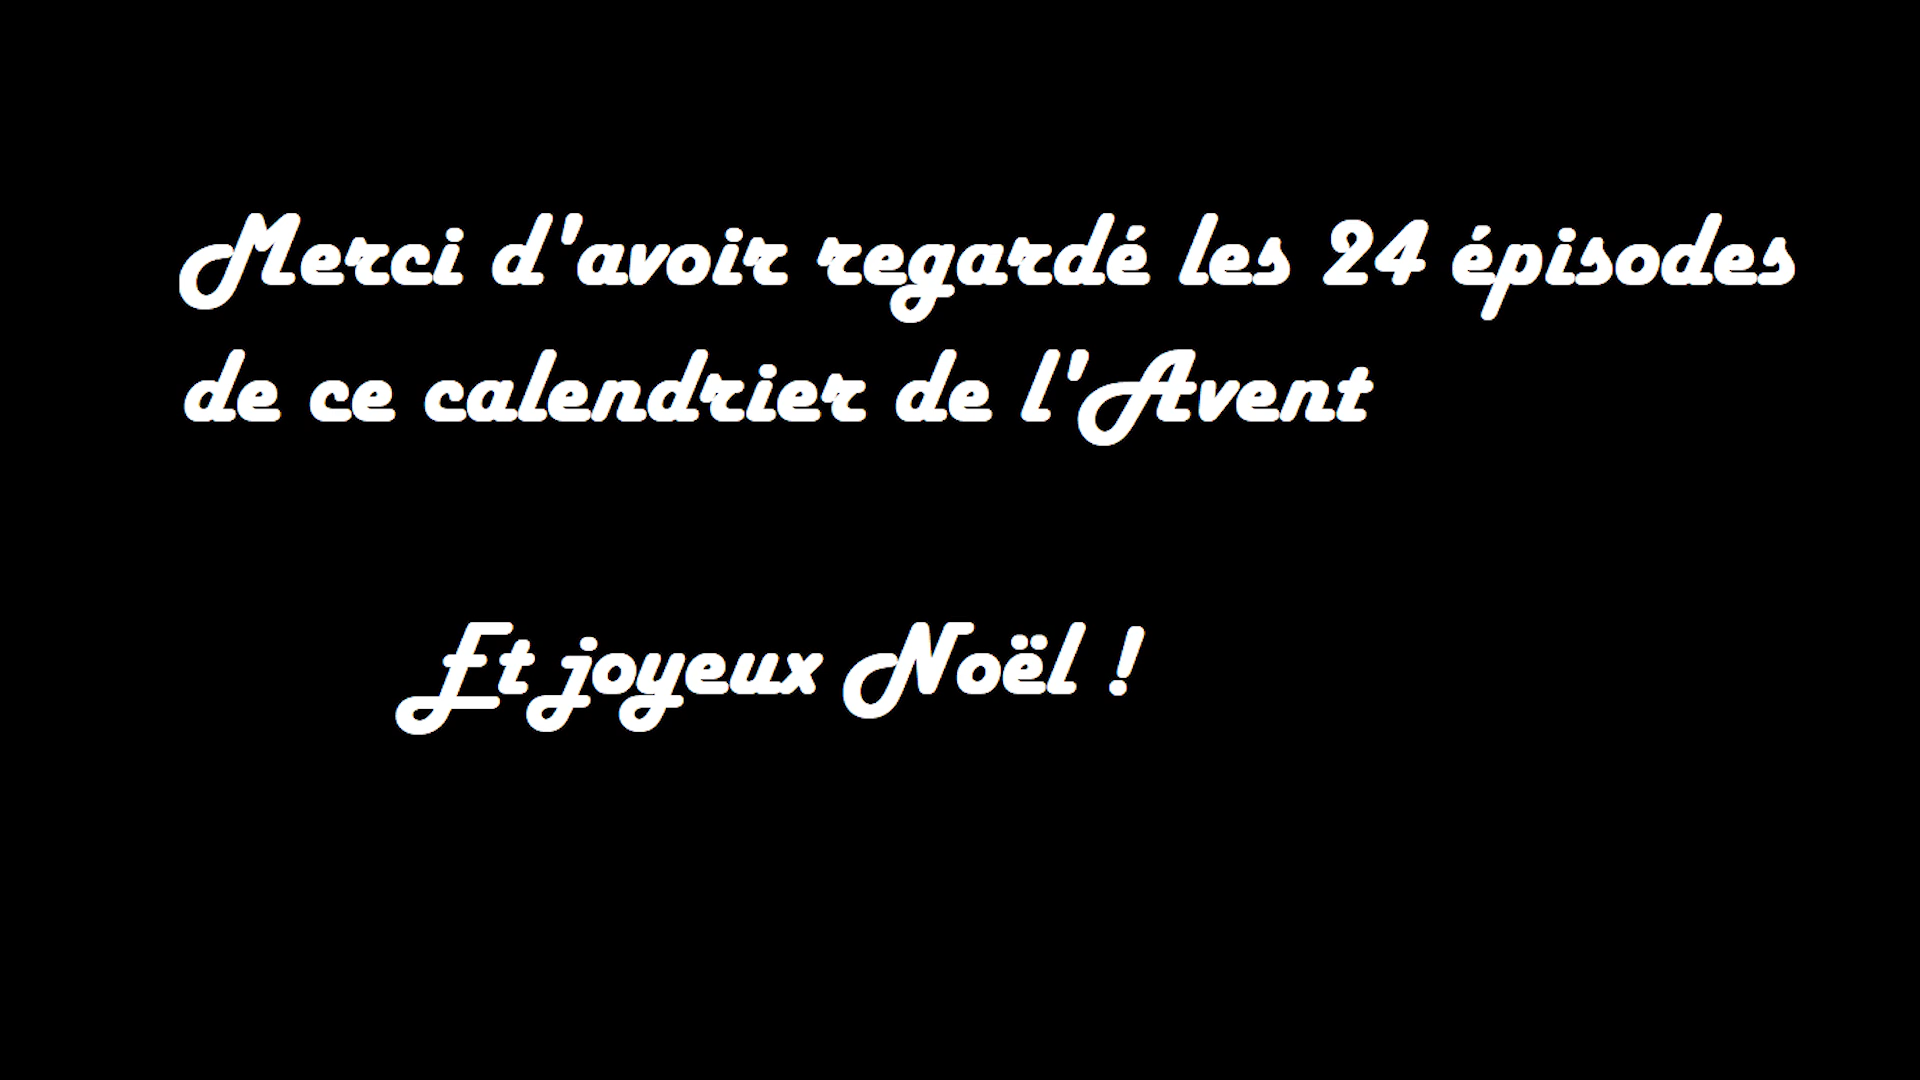 Merci d'avoir regardé les 24 épisodes
de ce calendrier de l'Avent
Et joyeux Noël !